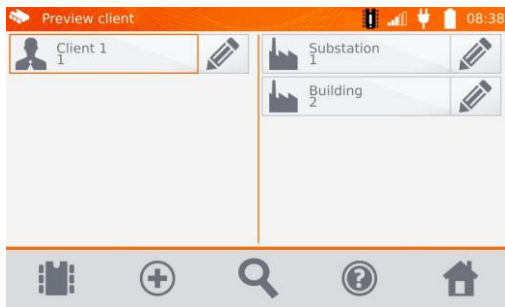 Preview client
08:38
Client 1
1
Substation
1
Building
2